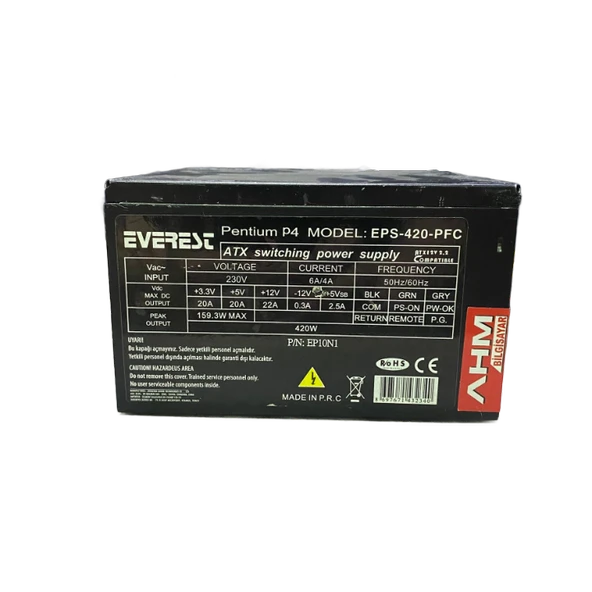 EVEREST
Pentium P4 MODEL: EPS-420-PFC
ATX switching power supply
COMPATIBLE
Vac~ INPUT VOLTAGE CURRENT FREQUENCY
230V 6A/4A 50Hz/60Hz
Vdc MAX DC OUTPUT +3.3V +5V +12V -12V +5VSB BLK GRN GRY
20A 20A 22A 0.3A 2.5A COM PS-ON PW-OK
PEAK OUTPUT 159.3W MAX RETURN REMOTE P.G.
420W
P/N: EP10N1
UYARI!
Bu kapağı açmayınız. Sadece yetkili personel açmalıdır.
Yetkili personel dışında açılması halinde garanti dışı kalacaktır.
CAUTION! HAZARDLUS AREA
Do not remove this cover. Trained service personnel only.
No user serviceable components inside.
MADE IN P.R.C
RoHS CE
8 697671 432340
AHM
BİLGİSAYAR